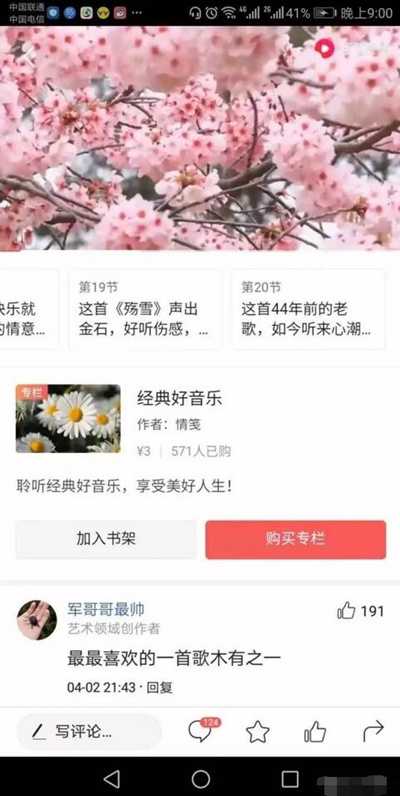 中国联通
中国电信
4G 2G 41% 晚上9:00
快乐就
的情意...
第19节
这首《殇雪》声出
金石，好听伤感，...
第20节
这首44年前的老
歌，如今听来心潮...
专栏
经典好音乐
作者：情笺
¥3 | 571人已购
聆听经典好音乐，享受美好人生！
加入书架
购买专栏
军哥哥最帅
191
艺术领域创作者
最最喜欢的一首歌木有之一
04-02 21:43 · 回复
写评论...
124